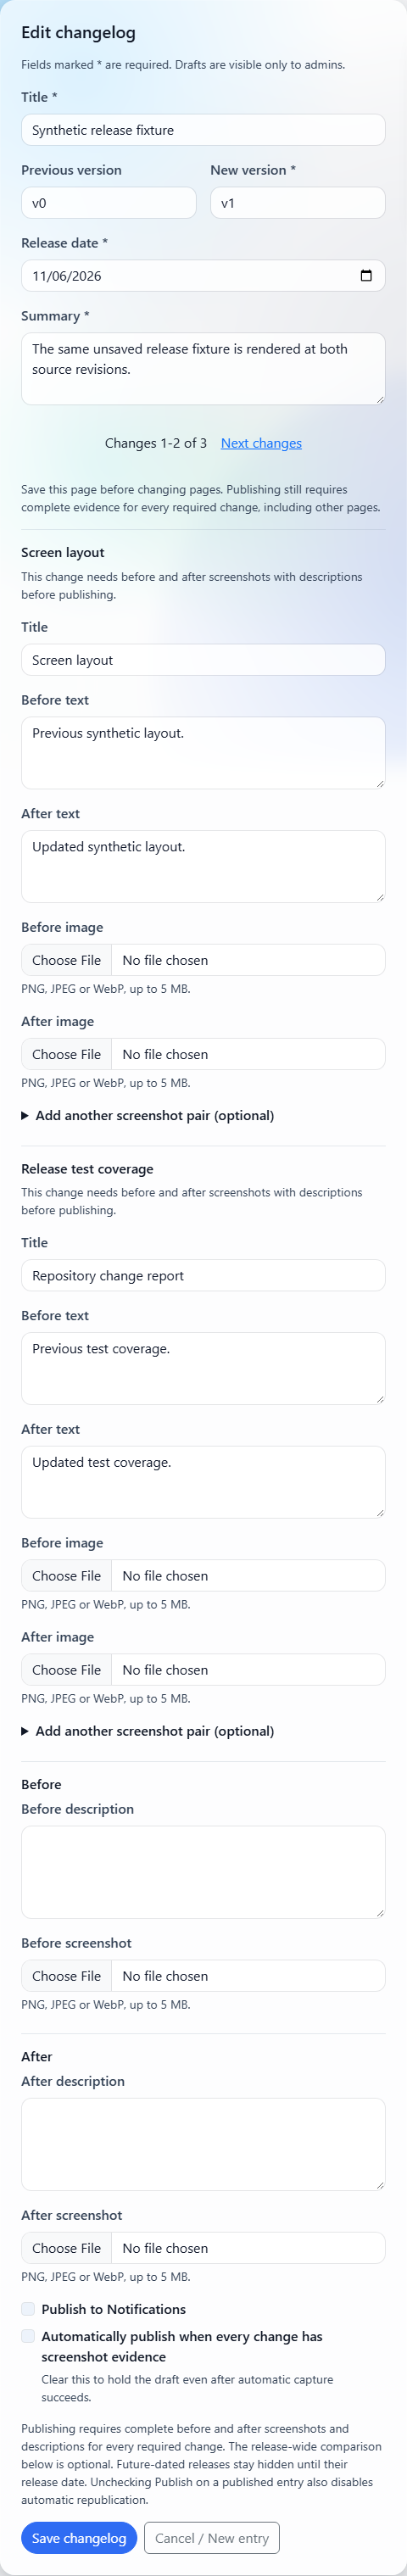 Edit changelog
Fields marked * are required. Drafts are visible only to admins.
Title *
Synthetic release fixture
Previous version
New version *
v0
v1
Release date *
11/06/2026
Summary *
The same unsaved release fixture is rendered at both
source revisions.
Changes 1-2 of 3 Next changes
Save this page before changing pages. Publishing still requires
complete evidence for every required change, including other pages.
Screen layout
This change needs before and after screenshots with descriptions
before publishing.
Title
Screen layout
Before text
Previous synthetic layout.
After text
Updated synthetic layout.
Before image
Choose File No file chosen
PNG, JPEG or WebP, up to 5 MB.
After image
Choose File No file chosen
PNG, JPEG or WebP, up to 5 MB.
Add another screenshot pair (optional)
Release test coverage
This change needs before and after screenshots with descriptions
before publishing.
Title
Repository change report
Before text
Previous test coverage.
After text
Updated test coverage.
Before image
Choose File No file chosen
PNG, JPEG or WebP, up to 5 MB.
After image
Choose File No file chosen
PNG, JPEG or WebP, up to 5 MB.
Add another screenshot pair (optional)
Before
Before description
Before screenshot
Choose File No file chosen
PNG, JPEG or WebP, up to 5 MB.
After
After description
After screenshot
Choose File No file chosen
PNG, JPEG or WebP, up to 5 MB.
Publish to Notifications
Automatically publish when every change has
screenshot evidence
Clear this to hold the draft even after automatic capture
succeeds.
Publishing requires complete before and after screenshots and
descriptions for every required change. The release-wide comparison
below is optional. Future-dated releases stay hidden until their
release date. Unchecking Publish on a published entry also disables
automatic republication.
Save changelog
Cancel / New entry